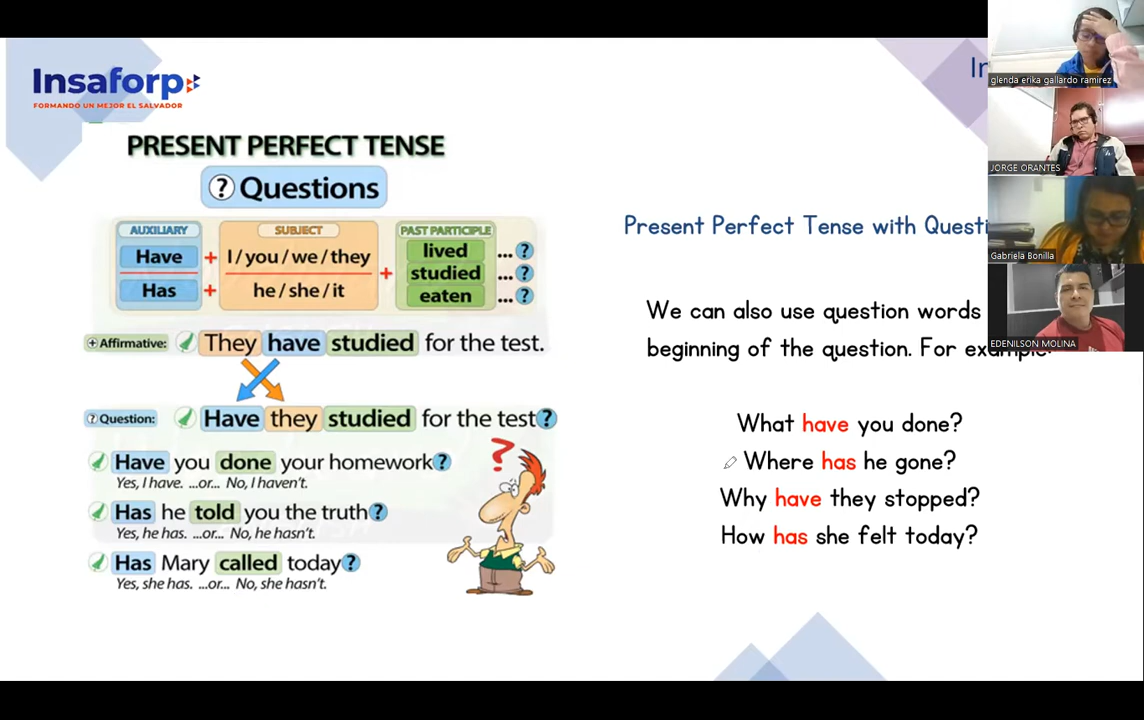 Insaforp
FORMANDO UN MEJOR EL SALVADOR
PRESENT PERFECT TENSE
? Questions
AUXILIARY SUBJECT PAST PARTICIPLE
Have + I / you / we / they + lived ... ?
studied ... ?
Has + he / she / it eaten ... ?
+ Affirmative: They have studied for the test.
? Question: Have they studied for the test?
Have you done your homework?
Yes, I have. ...or... No, I haven't.
Has he told you the truth?
Yes, he has. ...or... No, he hasn't.
Has Mary called today?
Yes, she has. ...or... No, she hasn't.
?
Present Perfect Tense with
We can also use question words
beginning of the question. For
What have you done?
Where has he gone?
Why have they stopped?
How has she felt today?
glenda erika gallardo ramirez
JORGE ORANTES
Gabriela Bonilla
EDENILSON MOLINA